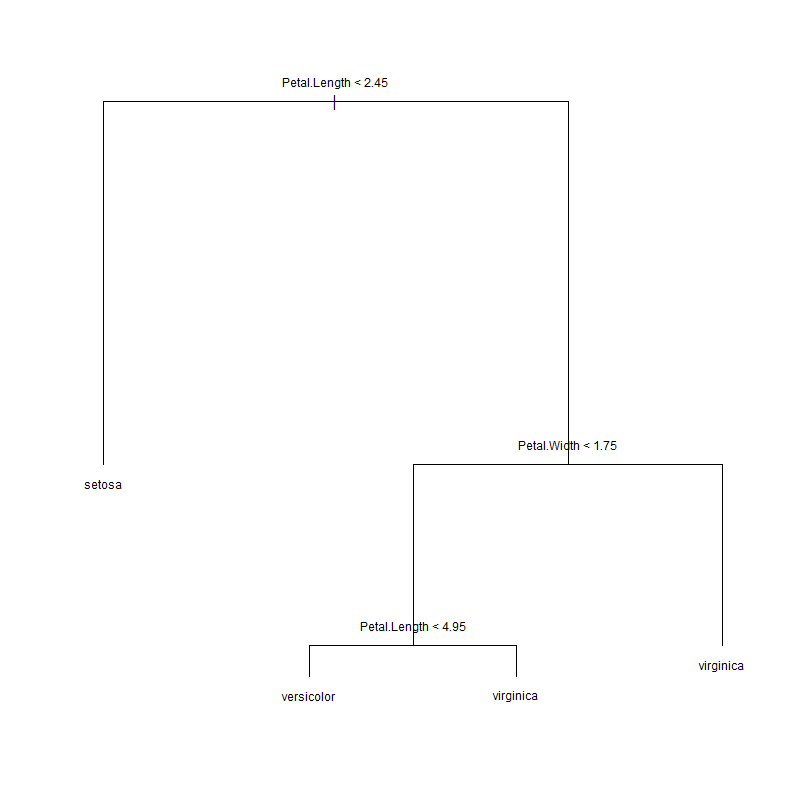 Petal.Length < 2.45
Petal.Width < 1.75
setosa
Petal.Length < 4.95
virginica
versicolor
virginica